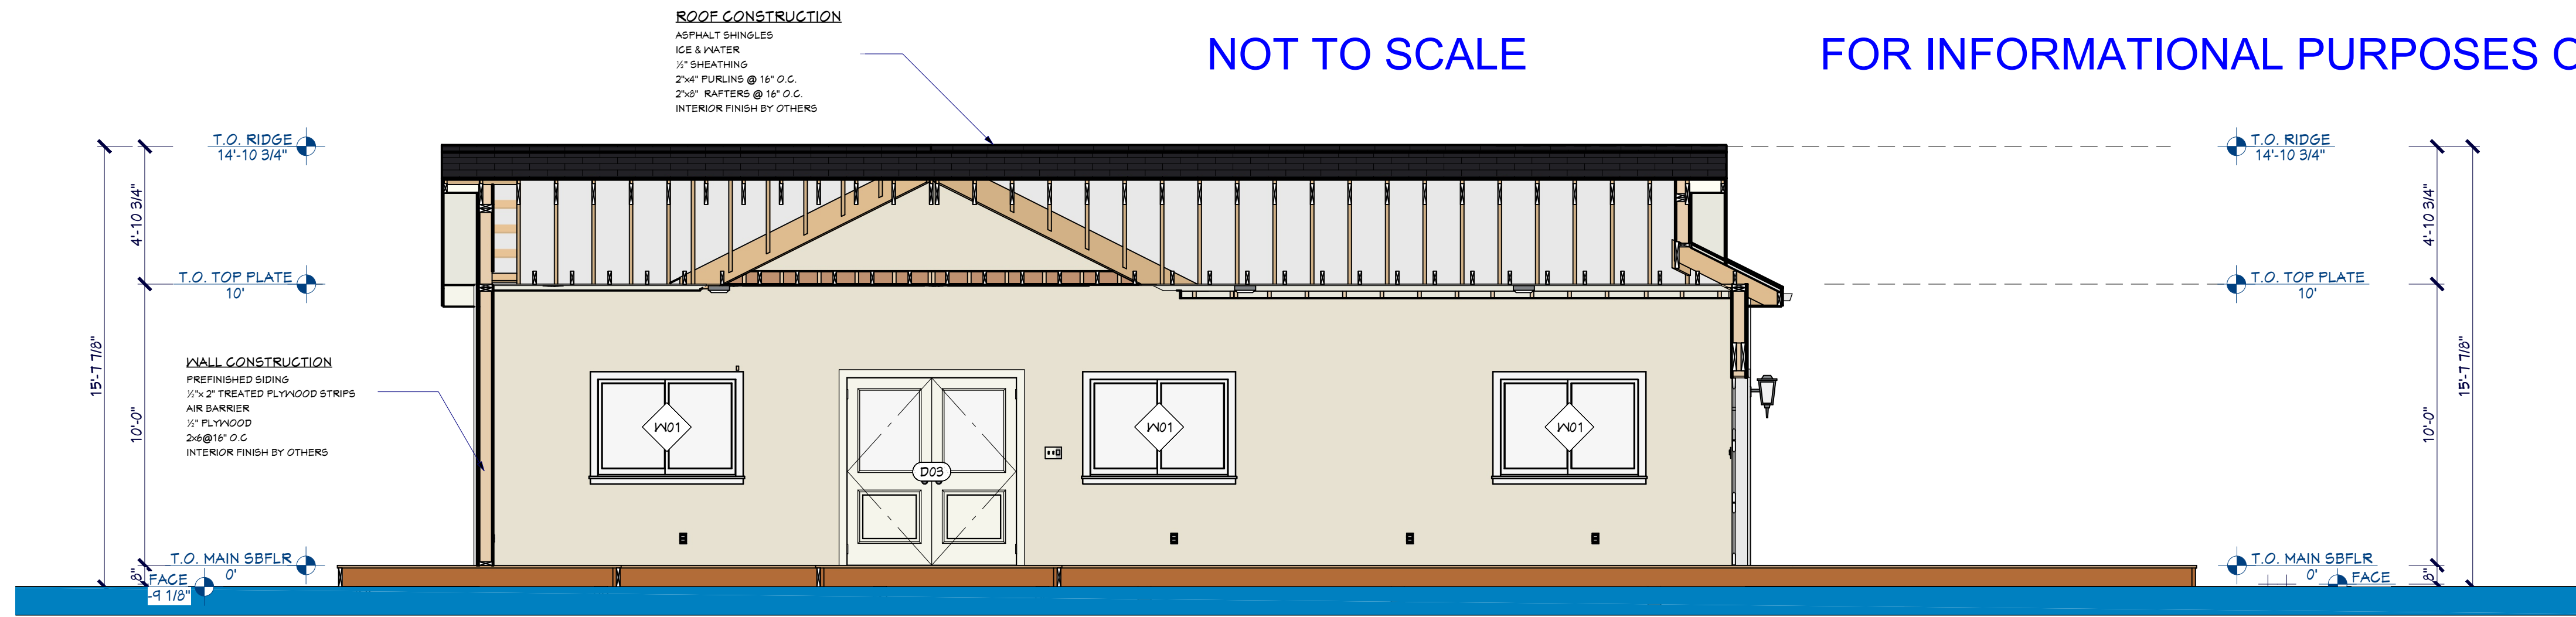 ROOF CONSTRUCTION
ASPHALT SHINGLES
ICE & WATER
½" SHEATHING
2"x4" PURLINS @ 16" O.C.
2"x8" RAFTERS @ 16" O.C.
INTERIOR FINISH BY OTHERS
NOT TO SCALE
FOR INFORMATIONAL PURPOSES
T.O. RIDGE
14'-10 3/4"
T.O. RIDGE
14'-10 3/4"
4'-10 3/4"
4'-10 3/4"
T.O. TOP PLATE
10'
T.O. TOP PLATE
10'
15'-7 7/8"
15'-7 7/8"
WALL CONSTRUCTION
PREFINISHED SIDING
½"x 2" TREATED PLYWOOD STRIPS
AIR BARRIER
½" PLYWOOD
2x6@16" O.C
INTERIOR FINISH BY OTHERS
10'-0"
10'-0"
W01
D03
W01
W01
T.O. MAIN SBFLR
0'
T.O. MAIN SBFLR
0'
8"
8"
FACE
-9 1/8"
FACE